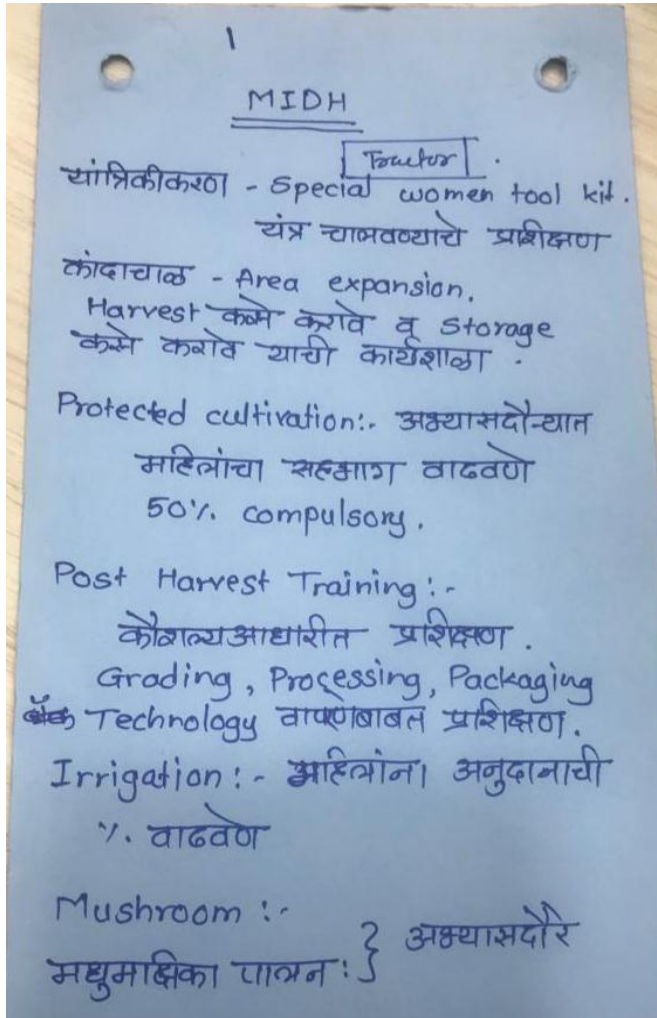 1
MIDH
Tractor .
यांत्रिकीकरण - Special women tool kit.
यंत्र चालवण्याचे प्रशिक्षण
कांदाचाळ - Area expansion.
Harvest कसे करावे व storage
कसे करावे याची कार्यशाळा .
Protected cultivation:- अभ्यासदौऱ्यात
महिलांचा सहभाग वाढवणे
50% compulsory.
Post Harvest Training :-
कौशल्यआधारीत प्रशिक्षण .
Grading, Processing, Packaging
Technology वापरणेबाबत प्रशिक्षण.
Irrigation :- महिलांना अनुदानाची
% वाढवणे
Mushroom :-
} अभ्यासदौरे
मधुमाक्षिका पालन :